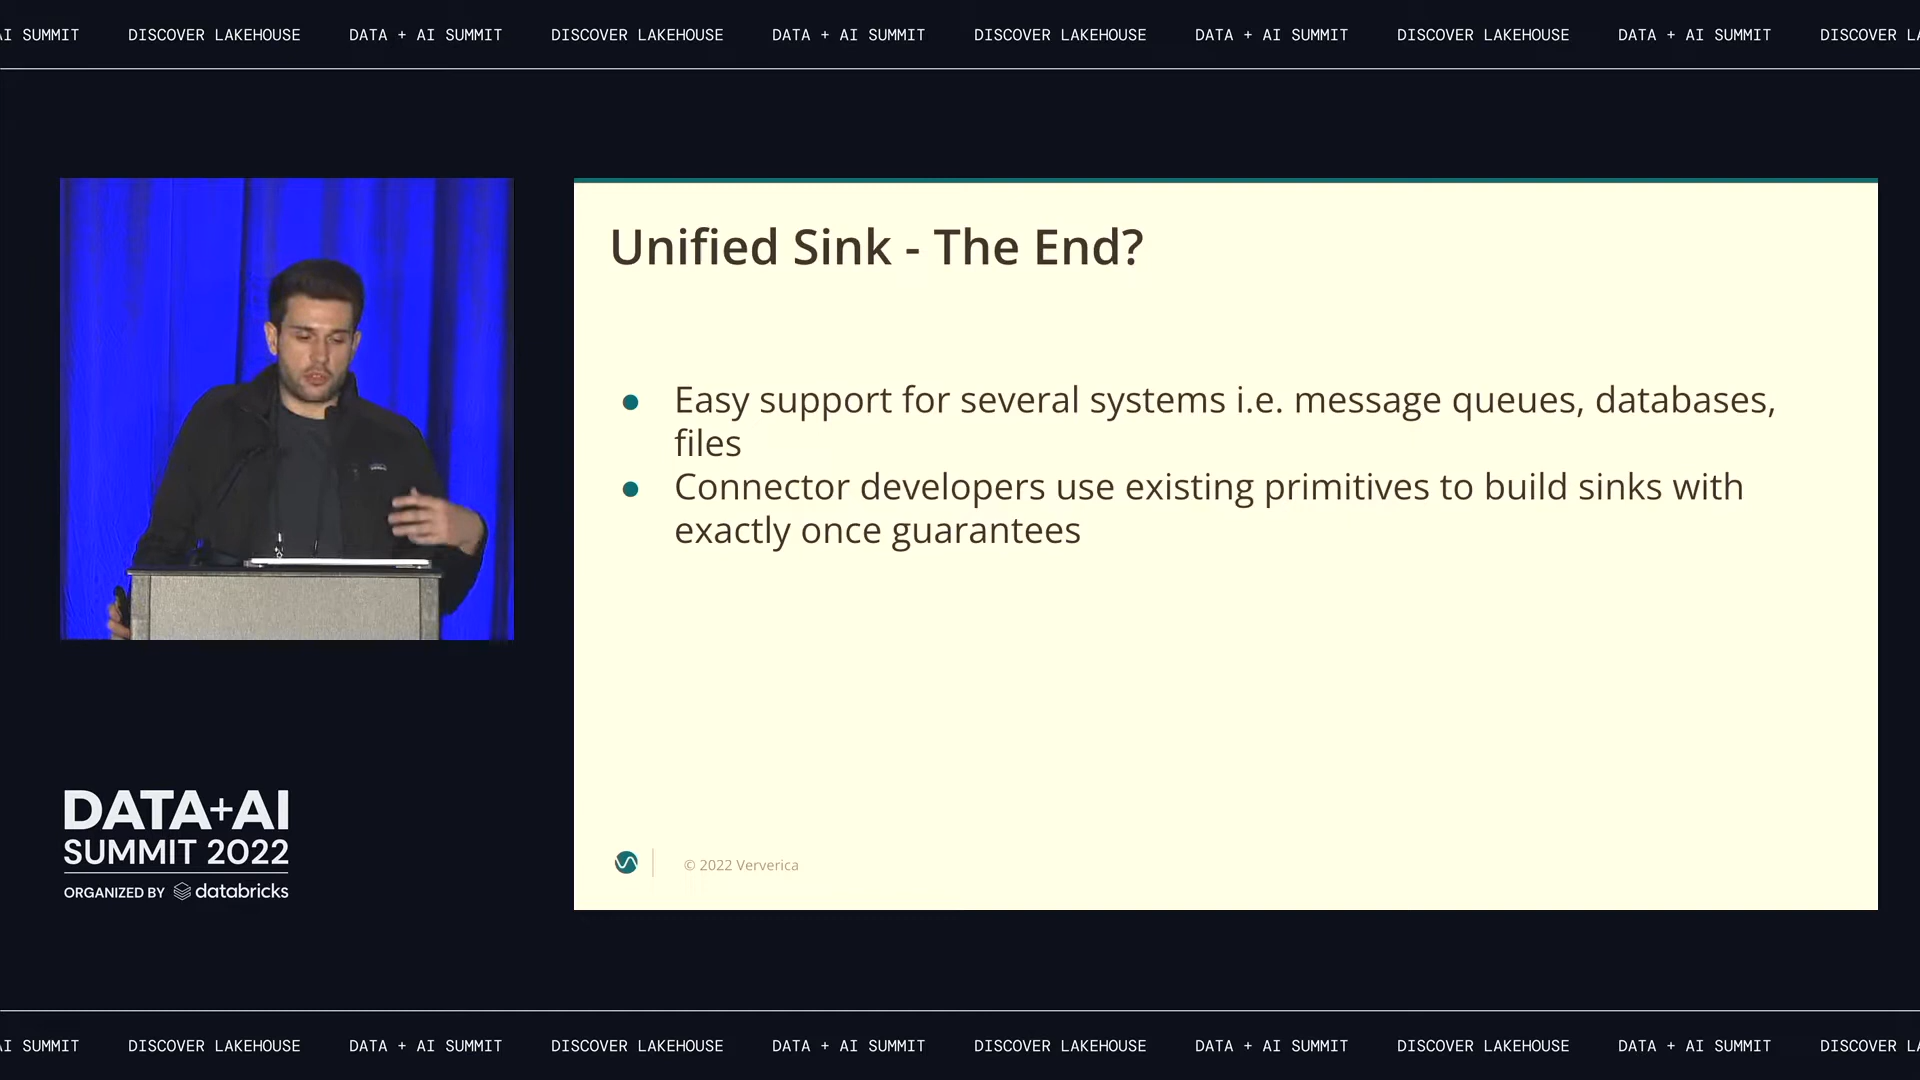 AI SUMMIT DISCOVER LAKEHOUSE DATA + AI SUMMIT DISCOVER LAKEHOUSE DATA + AI SUMMIT DISCOVER LAKEHOUSE DATA + AI SUMMIT DISCOVER LAKEHOUSE DATA + AI SUMMIT DISCOVER LA
Unified Sink - The End?
● Easy support for several systems i.e. message queues, databases,
files
● Connector developers use existing primitives to build sinks with
exactly once guarantees
© 2022 Ververica
DATA+AI
SUMMIT 2022
ORGANIZED BY databricks
AI SUMMIT DISCOVER LAKEHOUSE DATA + AI SUMMIT DISCOVER LAKEHOUSE DATA + AI SUMMIT DISCOVER LAKEHOUSE DATA + AI SUMMIT DISCOVER LAKEHOUSE DATA + AI SUMMIT DISCOVER LA